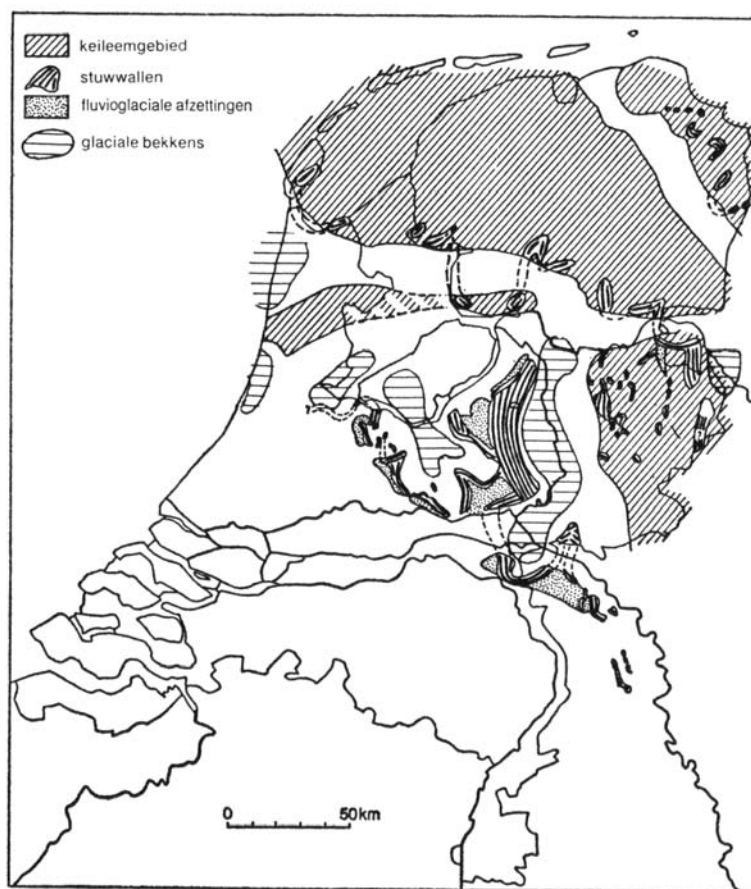 keileemgebied
stuwwallen
fluvioglaciale afzettingen
glaciale bekkens
0 50km